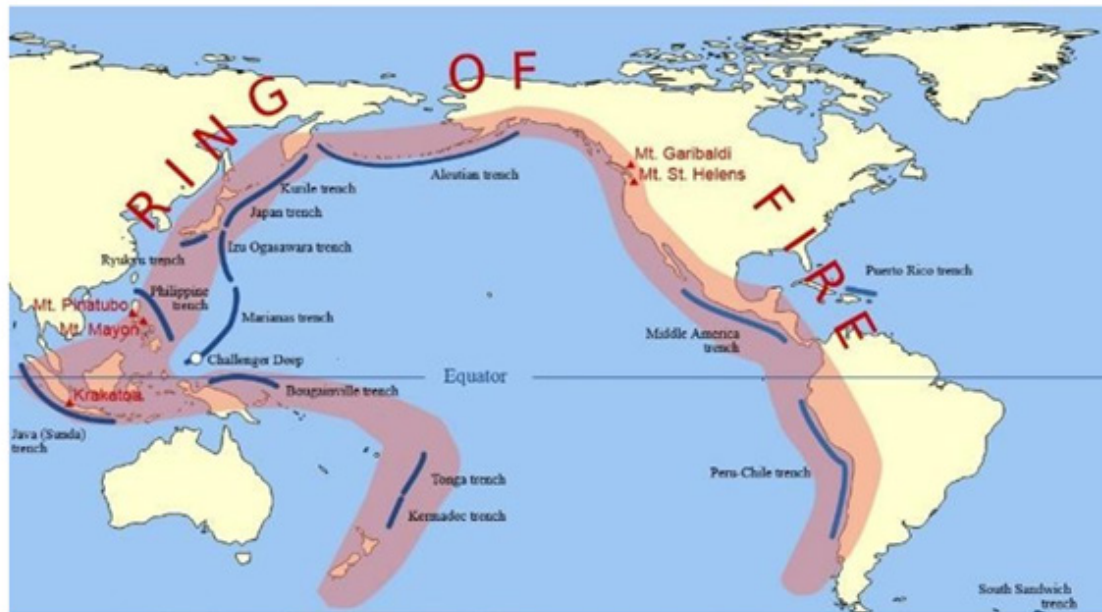 RING OF FIRE
Mt. Garibaldi
Mt. St. Helens
Aleutian trench
Kurile trench
Japan trench
Izu Ogasawara trench
Ryukyu trench
Puerto Rico trench
Philippine
trench
Mt. Pinatubo
Mt. Mayon
Marianas trench
Middle America
trench
Challenger Deep
Equator
Bougainville trench
Krakatoa
Java (Sunda)
trench
Tonga trench
Peru-Chile trench
Kermadec trench
South Sandwich
trench